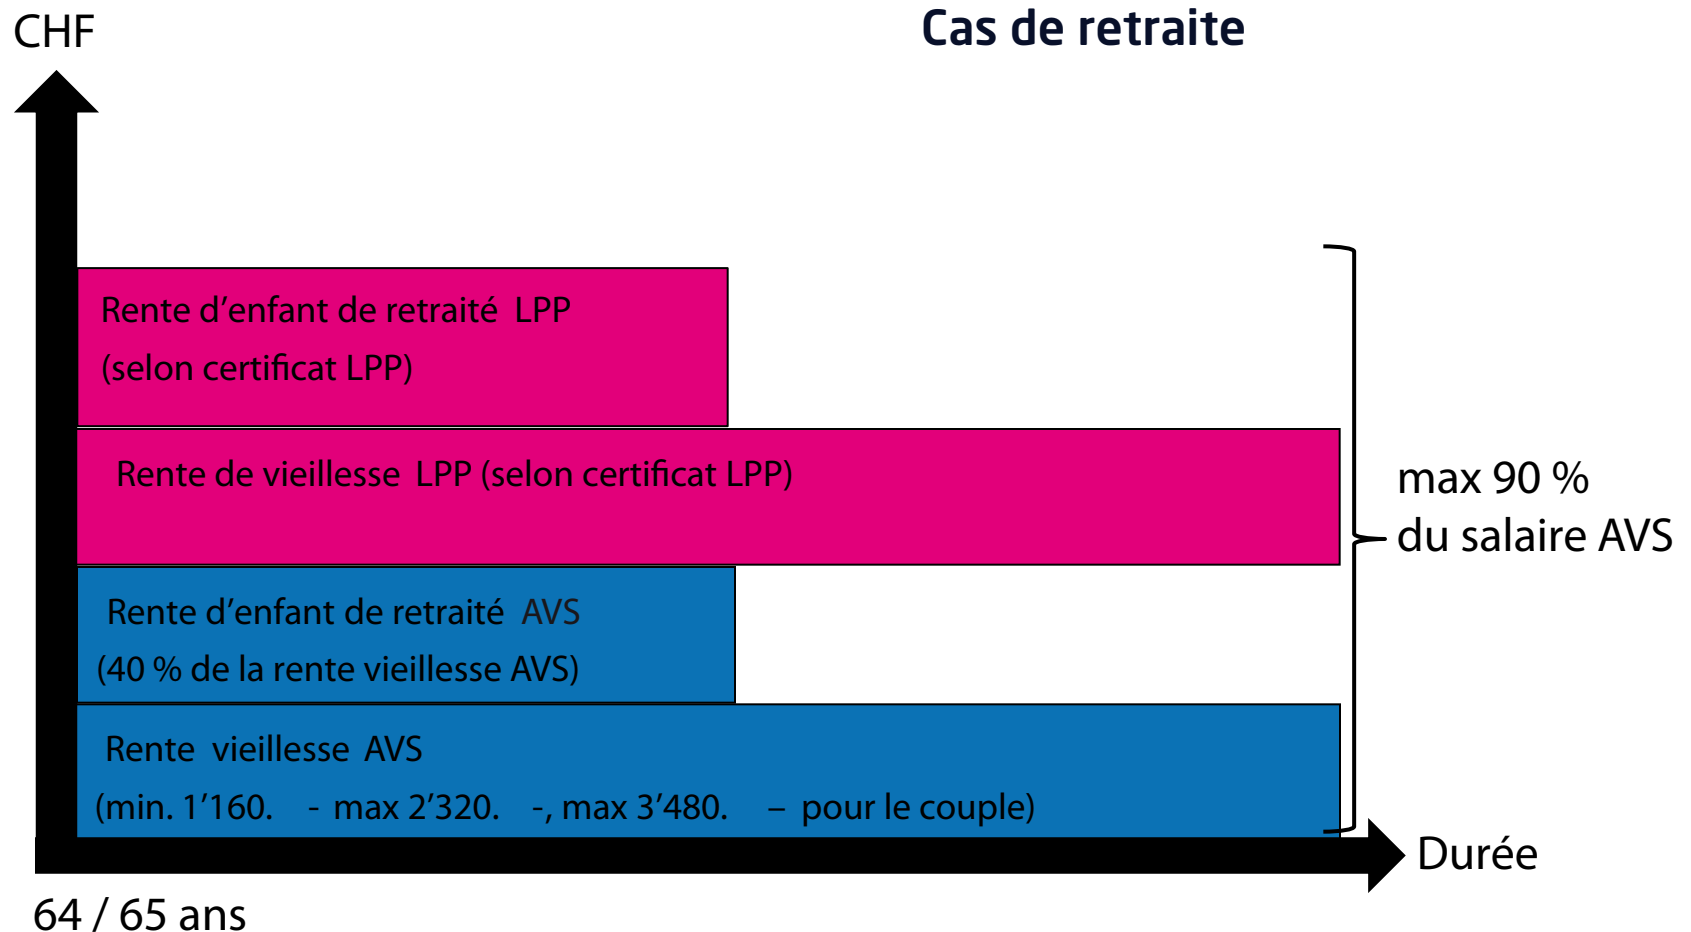 CHF
Cas de retraite
Rente d’enfant de retraité LPP
(selon certificat LPP)
Rente de vieillesse LPP (selon certificat LPP)
max 90 %
du salaire AVS
Rente d’enfant de retraité AVS
(40 % de la rente vieillesse AVS)
Rente vieillesse AVS
(min. 1’160. - max 2’320. -, max 3’480. – pour le couple)
Durée
64 / 65 ans